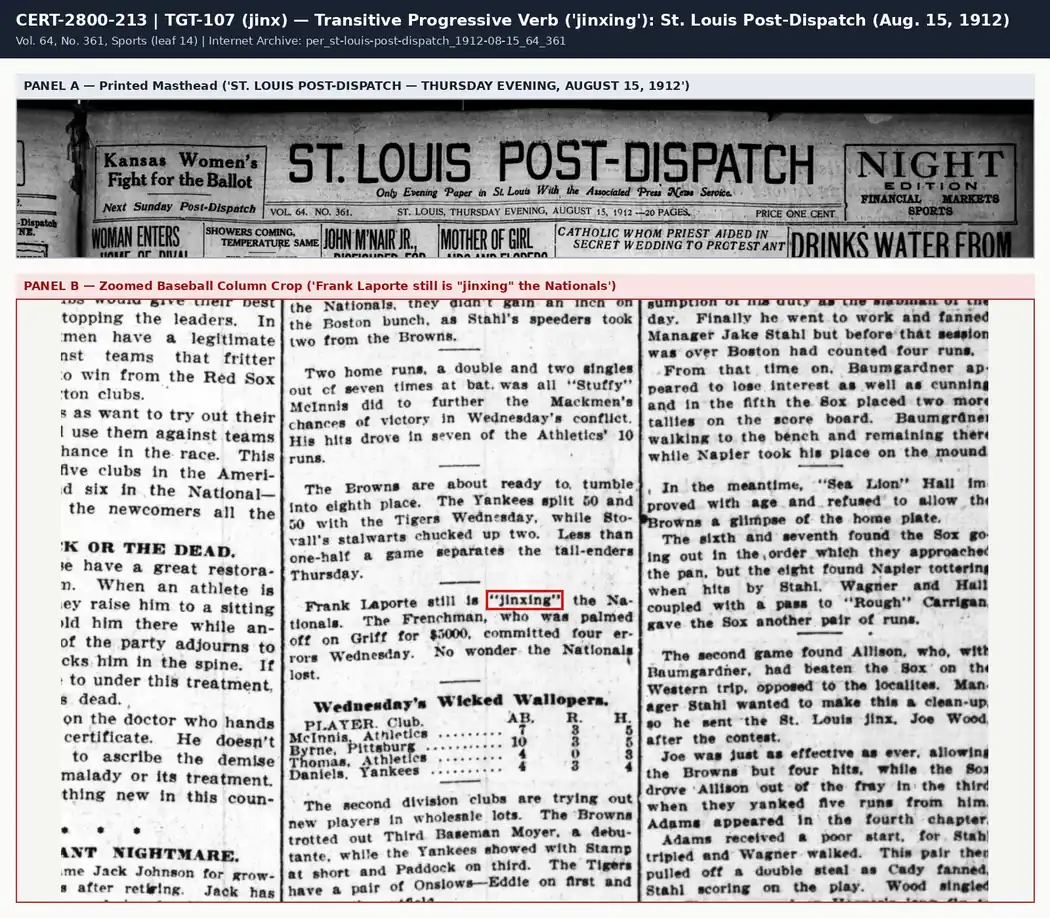 CERT-2800-213 | TGT-107 (jinx) — Transitive Progressive Verb ('jinxing'): St. Louis Post-Dispatch (Aug. 15, 1912)
Vol. 64, No. 361, Sports (leaf 14) | Internet Archive: per_st-louis-post-dispatch_1912-08-15_64_361
PANEL A — Printed Masthead ('ST. LOUIS POST-DISPATCH — THURSDAY EVENING, AUGUST 15, 1912')
Kansas Women's
Fight for the Ballot
Next Sunday Post-Dispatch
ST. LOUIS POST-DISPATCH
Only Evening Paper in St. Louis With the Associated Press News Service.
VOL. 64. NO. 361. ST. LOUIS, THURSDAY EVENING, AUGUST 15, 1912—20 PAGES. PRICE ONE CENT
NIGHT
EDITION
FINANCIAL MARKETS
SPORTS
Dispatch
NE.
WOMAN ENTERS
SHOWERS COMING,
TEMPERATURE SAME
JOHN M'NAIR JR.,
MOTHER OF GIRL
CATHOLIC WHOM PRIEST AIDED IN
SECRET WEDDING TO PROTESTANT
DRINKS WATER FROM
PANEL B — Zoomed Baseball Column Crop ('Frank Laporte still is "jinxing" the Nationals')
would give their best
topping the leaders. In
men have a legitimate
nst teams that fritter
o win from the Red Sox
ton clubs.
s as want to try out their
l use them against teams
hance in the race. This
five clubs in the Ameri-
d six in the National—
the newcomers all the
K OR THE DEAD.
se have a great restora-
n. When an athlete is
ey raise him to a sitting
old him there while an-
of the party adjourns to
cks him in the spine. If
to under this treatment,
s dead.
on the doctor who hands
certificate. He doesn't
to ascribe the demise
malady or its treatment.
thing new in this coun-
* * *
ANT NIGHTMARE.
me Jack Johnson for grow-
s after retiring. Jack has
the Nationals, they didn't gain an inch on
the Boston bunch, as Stahl's speeders took
two from the Browns.
Two home runs, a double and two singles
out of seven times at bat, was all "Stuffy"
McInnis did to further the Mackmen's
chances of victory in Wednesday's conflict.
His hits drove in seven of the Athletics' 10
runs.
The Browns are about ready to tumble
into eighth place. The Yankees split 50 and
50 with the Tigers Wednesday, while Sto-
vall's stalwarts chucked up two. Less than
one-half a game separates the tail-enders
Thursday.
Frank Laporte still is "jinxing" the Na-
tionals. The Frenchman, who was palmed
off on Griff for $5000, committed four er-
rors Wednesday. No wonder the Nationals
lost.
Wednesday's Wicked Wallopers.
PLAYER. Club. AB. R. H.
McInnis, Athletics ........ 7 3 5
Byrne, Pittsburg .......... 10 3 5
Thomas, Athletics ........ 4 0 3
Daniels, Yankees ......... 4 3 4
The second division clubs are trying out
new players in wholesale lots. The Browns
trotted out Third Baseman Moyer, a debu-
tante, while the Yankees showed with Stamp
at short and Paddock on third. The Tigers
have a pair of Onslows—Eddie on first and
sumption of his duty as the slabman of the
day. Finally he went to work and fanned
Manager Jake Stahl but before that session
was over Boston had counted four runs.
From that time on, Baumgardner ap-
peared to lose interest as well as cunning
and in the fifth the Sox placed two more
tallies on the score board. Baumgrdner
walking to the bench and remaining there
while Napier took his place on the mound
In the meantime, "Sea Lion" Hall im-
proved with age and refused to allow the
Browns a glimpse of the home plate.
The sixth and seventh found the Sox go-
ing out in the order which they approached
the pan, but the eight found Napier tottering
when hits by Stahl, Wagner and Hall
coupled with a pass to "Rough" Carrigan,
gave the Sox another pair of runs.
The second game found Allison, who, with
Baumgardner, had beaten the Sox on the
Western trip, opposed to the localites. Man-
ager Stahl wanted to make this a clean-up,
so he sent the St. Louis jinx, Joe Wood,
after the contest.
Joe was just as effective as ever, allowing
the Browns but four hits, while the Sox
drove Allison out of the fray in the third
when they yanked five runs from him.
Adams appeared in the fourth chapter.
Adams received a poor start, for Stahl
tripled and Wagner walked. This pair then
pulled off a double steal as Cady fanned,
Stahl scoring on the play. Wood singled